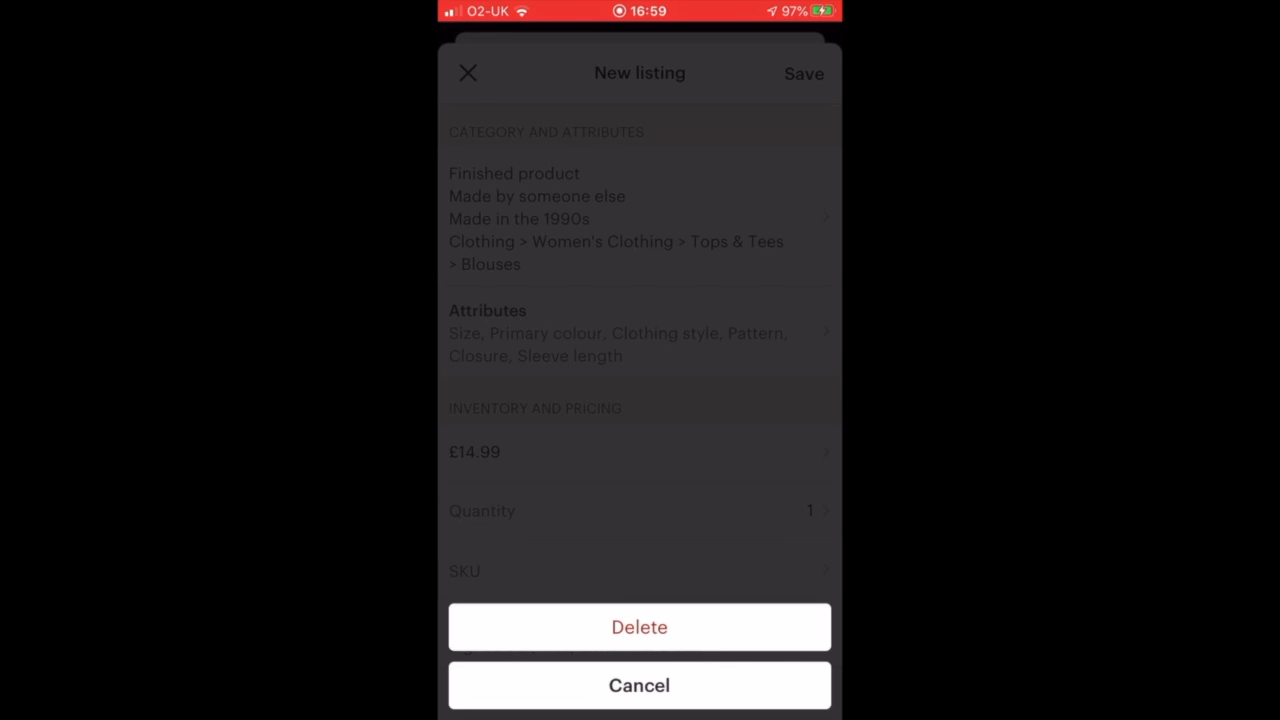 O2-UK 16:59 97%
New listing Save
CATEGORY AND ATTRIBUTES
Finished product
Made by someone else
Made in the 1990s
Clothing > Women's Clothing > Tops & Tees
> Blouses
Attributes
Size, Primary colour, Clothing style, Pattern,
Closure, Sleeve length
INVENTORY AND PRICING
£14.99
Quantity 1
SKU
Delete
Cancel